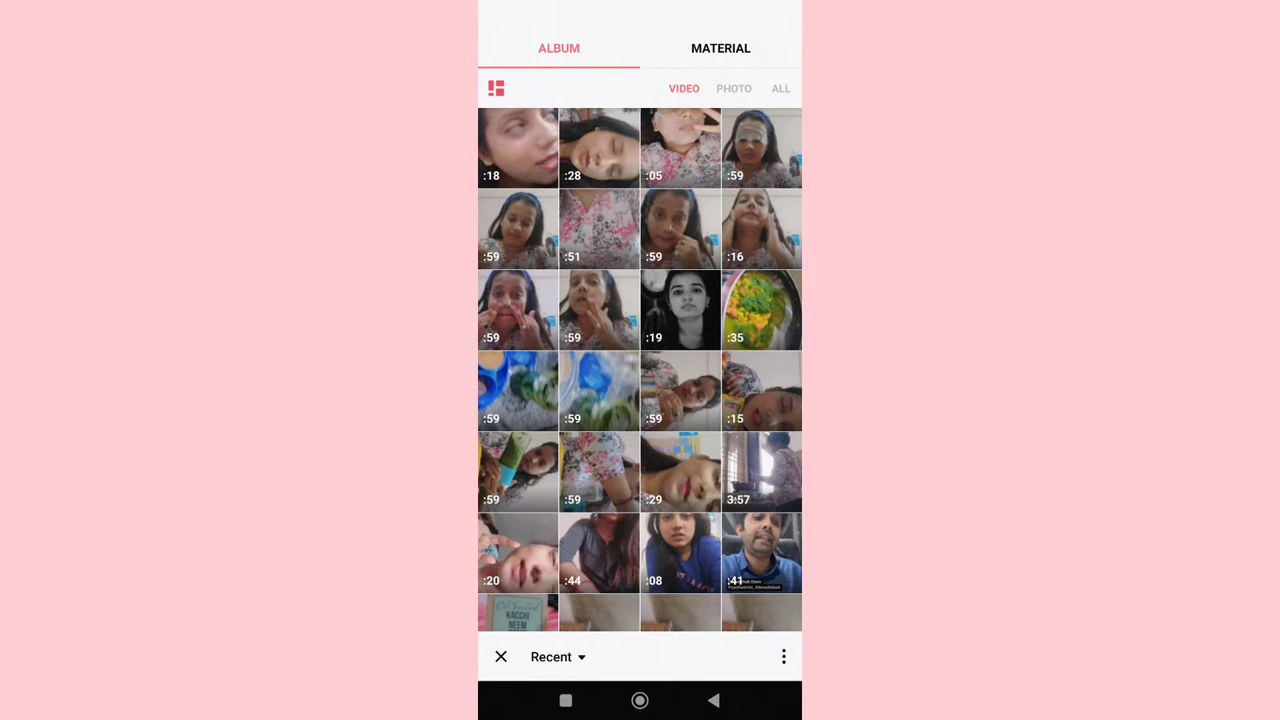 ALBUM MATERIAL
VIDEO PHOTO ALL
:18 :28 :05 :59
:59 :51 :59 :16
:59 :59 :19 :35
:59 :59 :59 :15
:59 :59 :29 3:57
:20 :44 :08 :41
KACCHI
NEEM
Recent